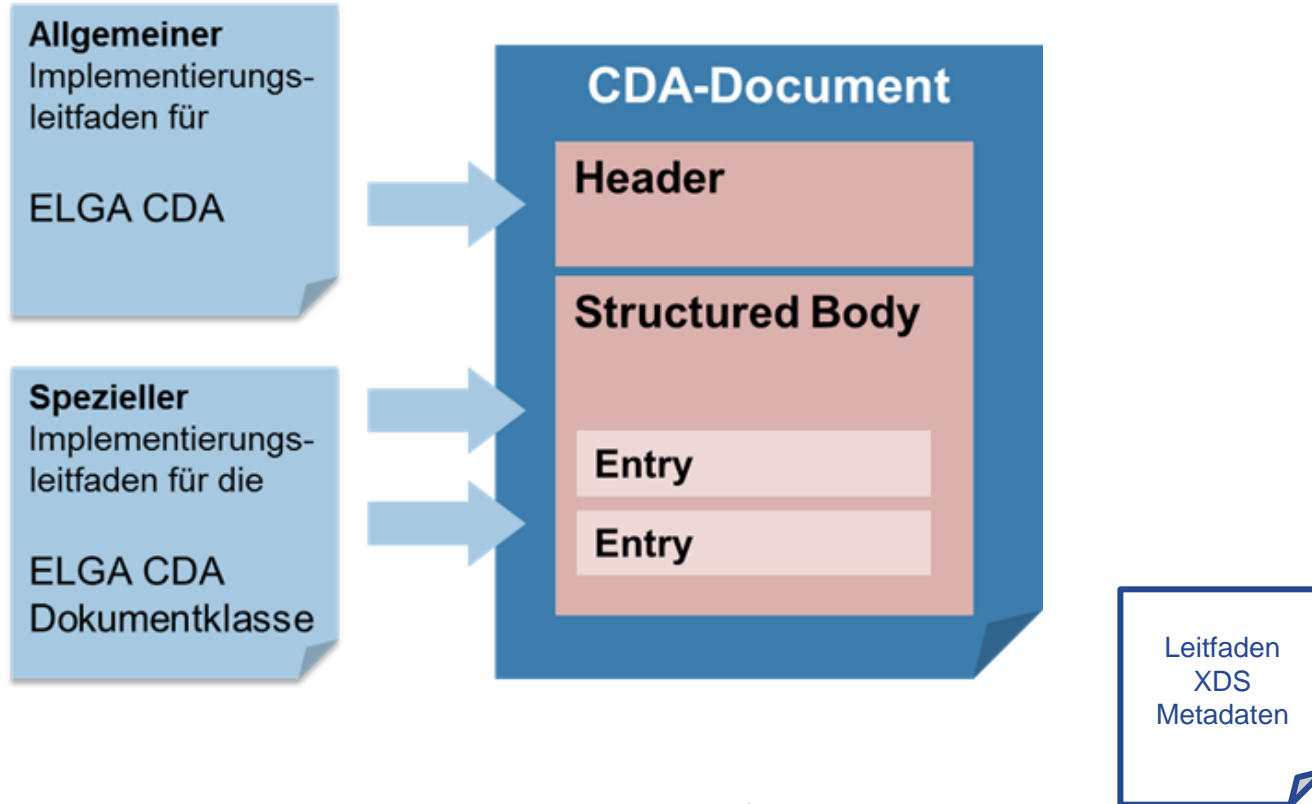 Allgemeiner
Implementierungs-
leitfaden für
ELGA CDA
Spezieller
Implementierungs-
leitfaden für die
ELGA CDA
Dokumentklasse
CDA-Document
Header
Structured Body
Entry
Entry
Leitfaden
XDS
Metadaten